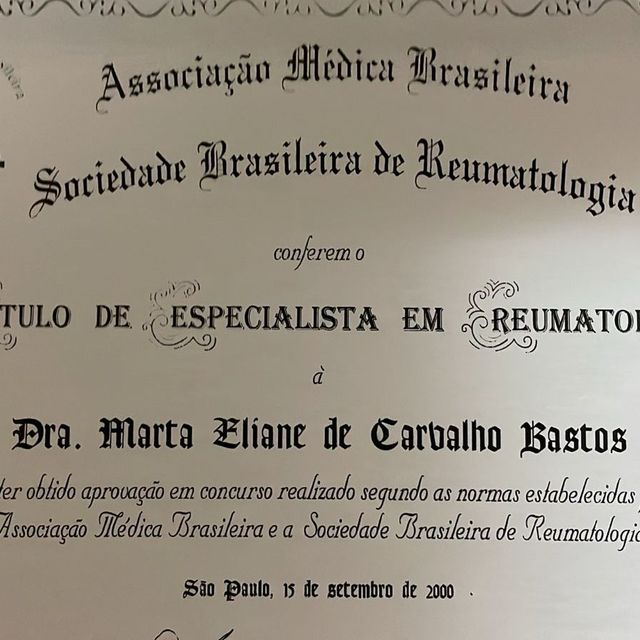 Associação Médica Brasileira
Sociedade Brasileira de Reumatologia
conferem o
TULO DE ESPECIALISTA EM REUMATOL
à
Dra. Marta Eliane de Carvalho Bastos
ter obtido aprovação em concurso realizado segundo as normas estabelecidas
Associação Médica Brasileira e a Sociedade Brasileira de Reumatologia
São Paulo, 15 de setembro de 2000